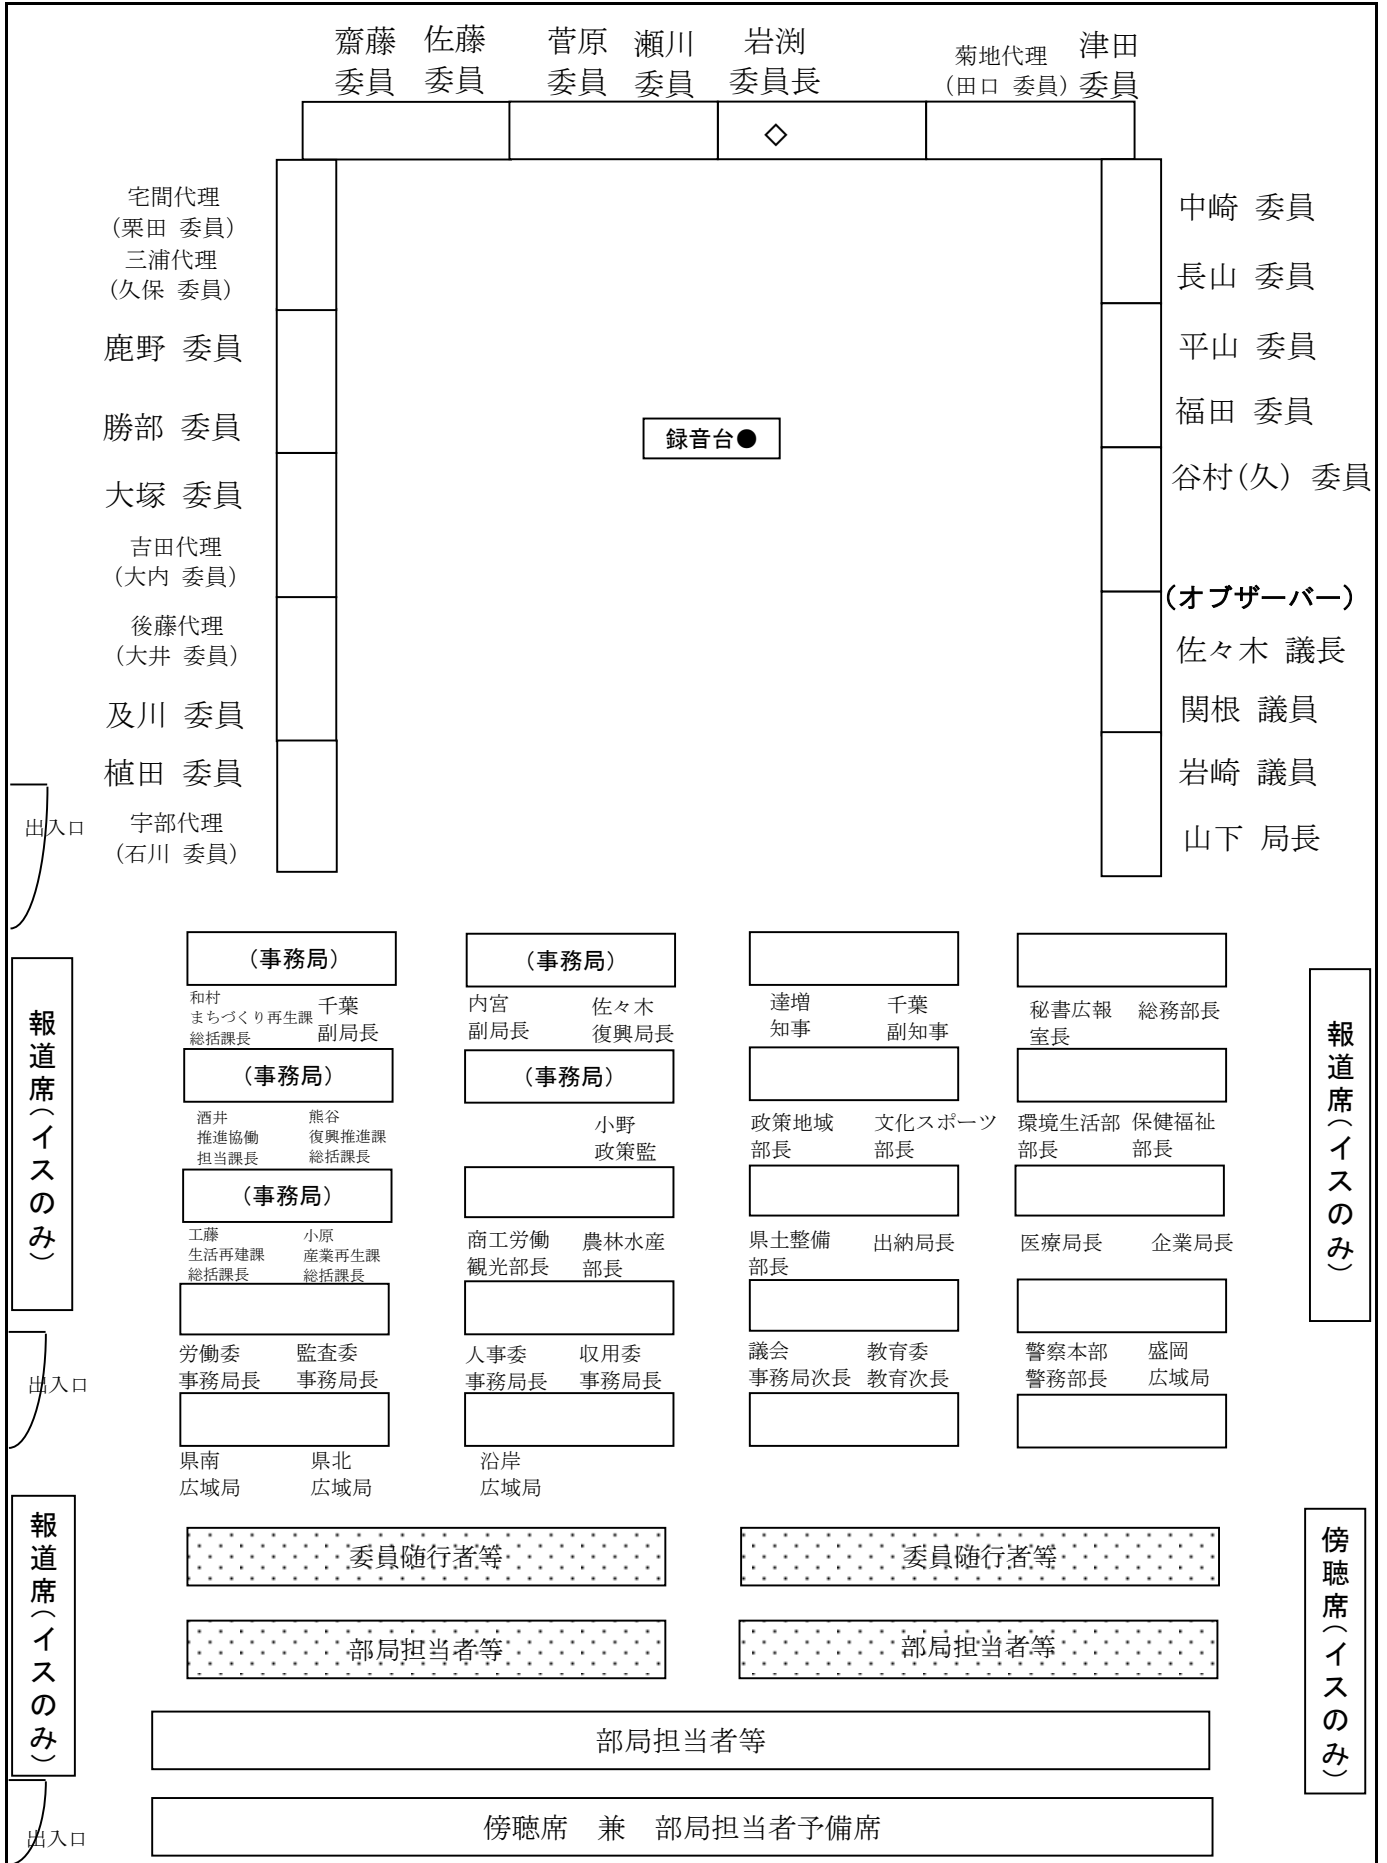 齋藤 佐藤 菅原 瀬川 岩渕 菊地代理 津田
委員 委員 委員 委員 委員長 (田口 委員) 委員
◇
宅間代理
(栗田 委員)
三浦代理
(久保 委員)
鹿野 委員
勝部 委員
大塚 委員
吉田代理
(大内 委員)
後藤代理
(大井 委員)
及川 委員
植田 委員
宇部代理
(石川 委員)
録音台●
中崎 委員
長山 委員
平山 委員
福田 委員
谷村(久) 委員
(オブザーバー)
佐々木 議長
関根 議員
岩崎 議員
山下 局長
出入口
報道席(イスのみ)
出入口
報道席(イスのみ)
出入口
(事務局)
和村
まちづくり再生課
総括課長
千葉
副局長
(事務局)
内宮
副局長
佐々木
復興局長
達増
知事
千葉
副知事
秘書広報
室長
総務部長
(事務局)
酒井
推進協働
担当課長
熊谷
復興推進課
総括課長
(事務局)
小野
政策監
政策地域
部長
文化スポーツ
部長
環境生活部
部長
保健福祉
部長
(事務局)
工藤
生活再建課
総括課長
小原
産業再生課
総括課長
商工労働
観光部長
農林水産
部長
県土整備
部長
出納局長
医療局長
企業局長
労働委
事務局長
監査委
事務局長
人事委
事務局長
収用委
事務局長
議会
事務局次長
教育委
教育次長
警察本部
警務部長
盛岡
広域局
県南
広域局
県北
広域局
沿岸
広域局
報道席(イスのみ)
傍聴席(イスのみ)
委員随行者等
委員随行者等
部局担当者等
部局担当者等
部局担当者等
傍聴席 兼 部局担当者予備席